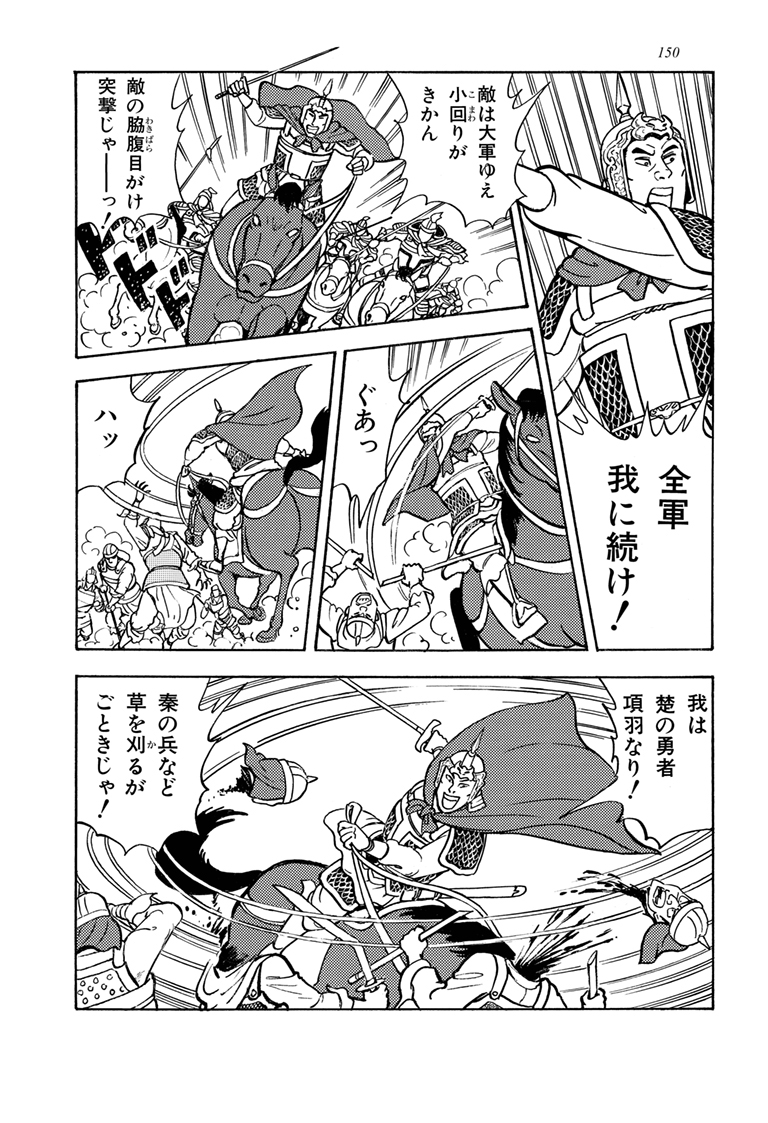 150
全軍
我に続け!
敵は大軍ゆえ
小回りが
きかん
敵の脇腹目がけ
突撃じゃ――っ!
ドドドド
ぐあっ
ハッ
我は
楚の勇者
項羽なり!
秦の兵など
草を刈るが
ごときじゃ!